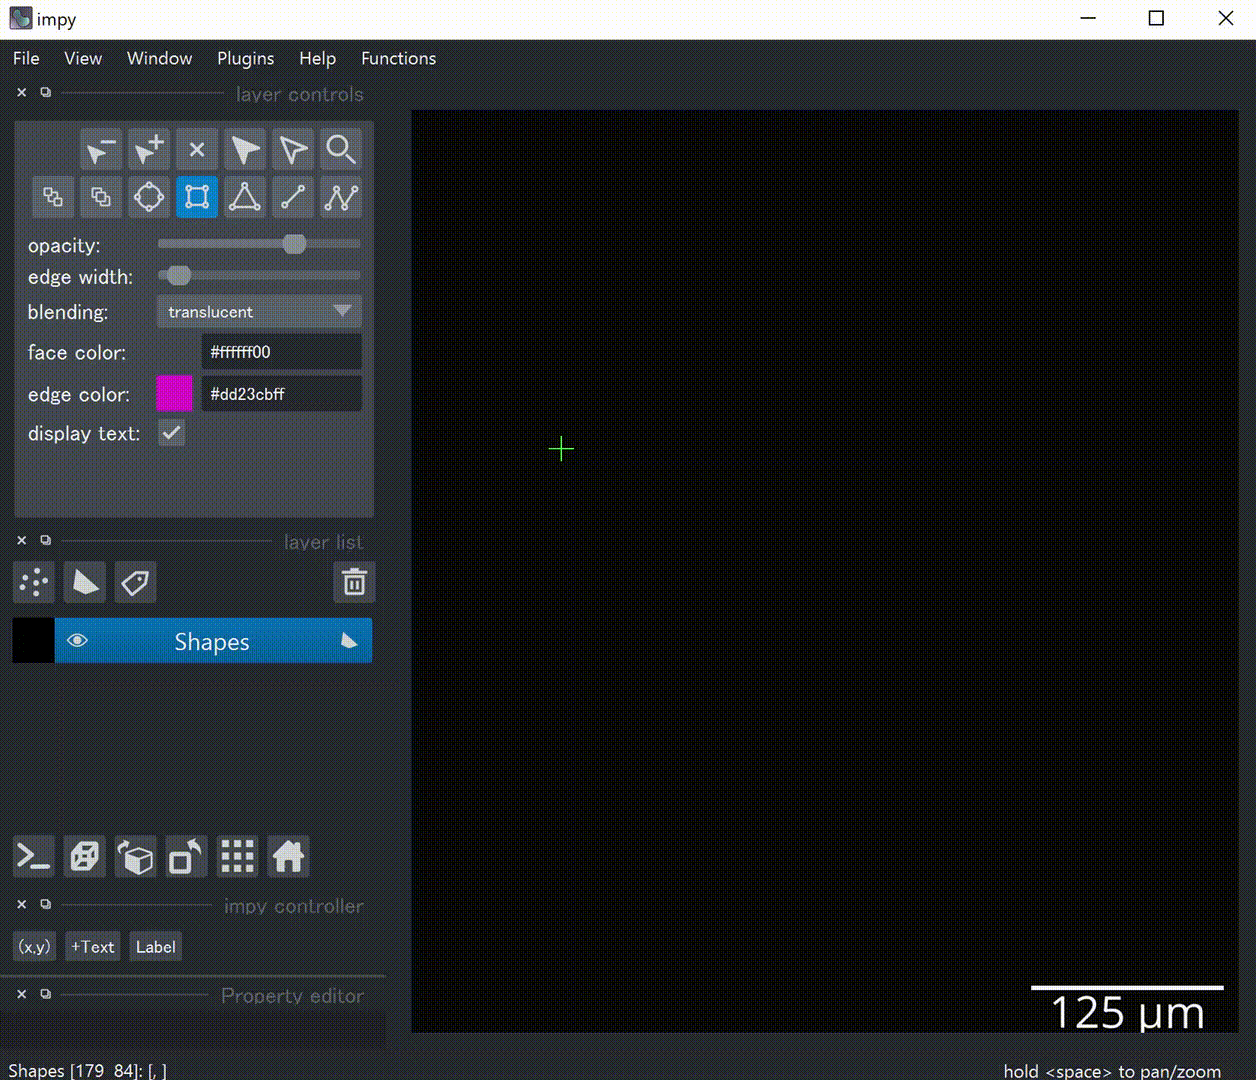 impy
File View Window Plugins Help Functions
layer controls
opacity:
edge width:
blending: translucent
face color: #ffffff00
edge color: #dd23cbff
display text:
layer list
Shapes
impy controller
(x,y) +Text Label
Property editor
125 μm
Shapes [179 84]: [, ]
hold <space> to pan/zoom